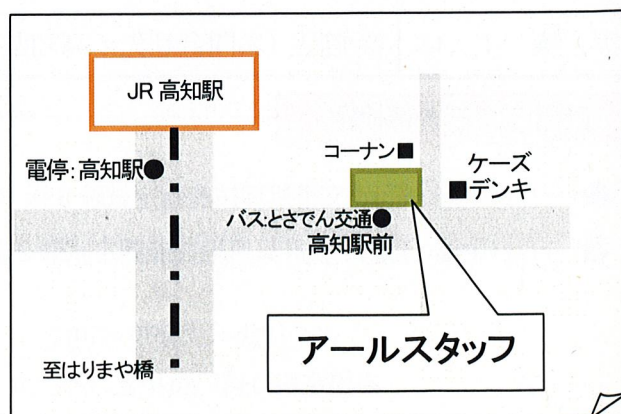 JR 高知駅
電停:高知駅
コーナン
ケーズ
デンキ
バス:とさでん交通
高知駅前
アールスタッフ
至はりまや橋